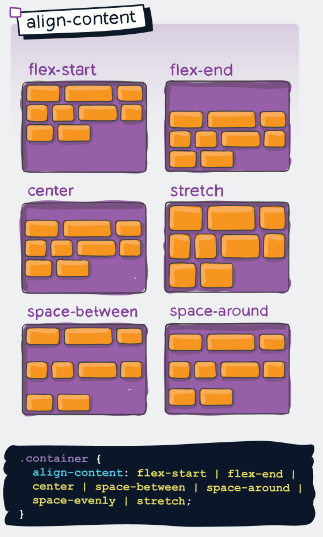 align-content
flex-start
flex-end
center
stretch
space-between
space-around
.container {
align-content: flex-start | flex-end |
center | space-between | space-around |
space-evenly | stretch;
}